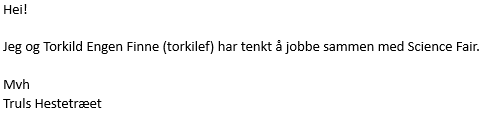 Hei!
Jeg og Torkild Engen Finne (torkilef) har tenkt å jobbe sammen med Science Fair.
Mvh
Truls Hestetræet